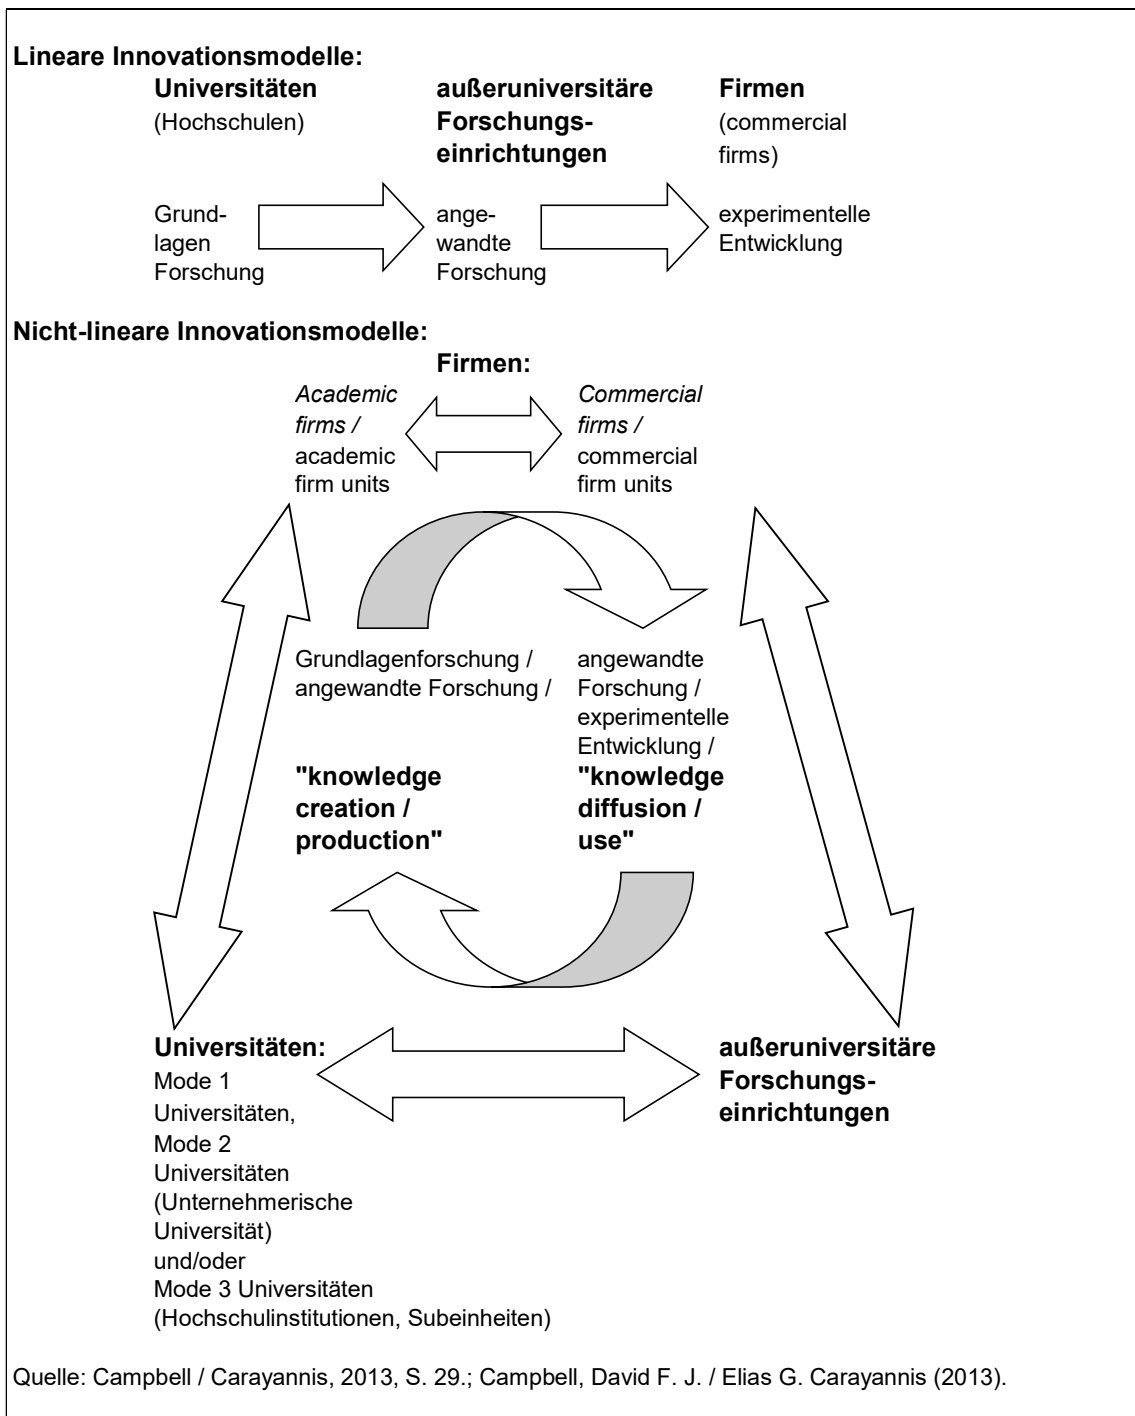 Lineare Innovationsmodelle:
Universitäten
(Hochschulen)
außeruniversitäre
Forschungs-
einrichtungen
Firmen
(commercial
firms)
Grund-
lagen
Forschung
ange-
wandte
Forschung
experimentelle
Entwicklung
Nicht-lineare Innovationsmodelle:
Firmen:
Academic
firms /
academic
firm units
Commercial
firms /
commercial
firm units
Grundlagenforschung /
angewandte Forschung /
"knowledge
creation /
production"
angewandte
Forschung /
experimentelle
Entwicklung /
"knowledge
diffusion /
use"
Universitäten:
Mode 1
Universitäten,
Mode 2
Universitäten
(Unternehmerische
Universität)
und/oder
Mode 3 Universitäten
(Hochschulinstitutionen, Subeinheiten)
außeruniversitäre
Forschungs-
einrichtungen
Quelle: Campbell / Carayannis, 2013, S. 29.; Campbell, David F. J. / Elias G. Carayannis (2013).